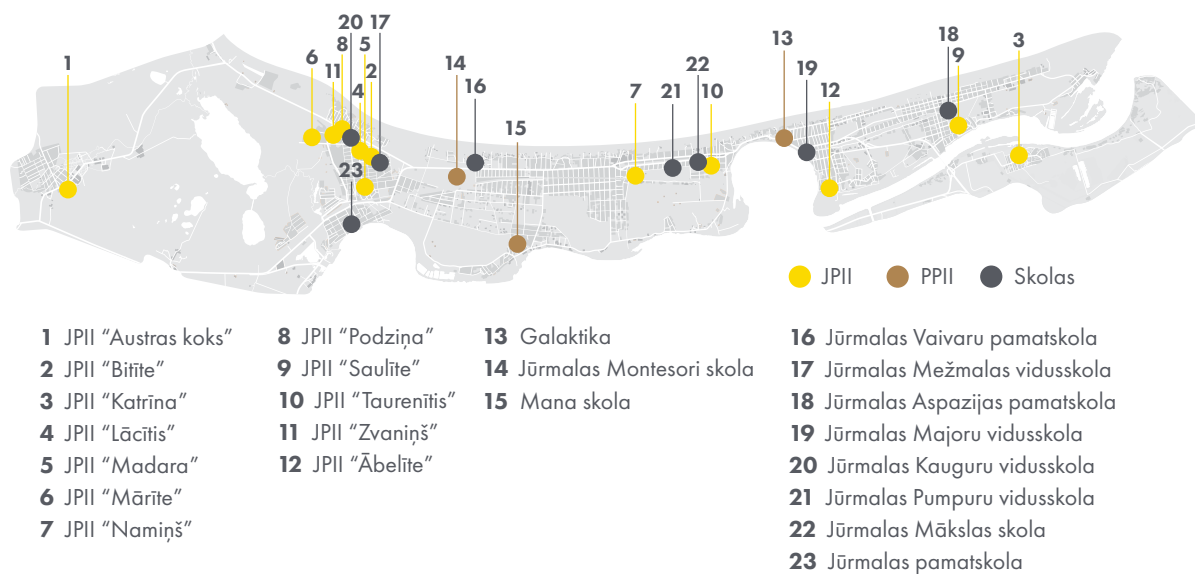 20 17
8 5
6 11 4 2
1
14
16
15
23
7
21
22
10
13
19
12
18
9
3
JPII
PPII
Skolas
1 JPII “Austras koks”
2 JPII “Bitīte”
3 JPII “Katrīna”
4 JPII “Lācītis”
5 JPII “Madara”
6 JPII “Mārīte”
7 JPII “Namiņš”
8 JPII “Podziņa”
9 JPII “Saulīte”
10 JPII “Taurenītis”
11 JPII “Zvaniņš”
12 JPII “Ābelīte”
13 Galaktika
14 Jūrmalas Montesori skola
15 Mana skola
16 Jūrmalas Vaivaru pamatskola
17 Jūrmalas Mežmalas vidusskola
18 Jūrmalas Aspazijas pamatskola
19 Jūrmalas Majoru vidusskola
20 Jūrmalas Kauguru vidusskola
21 Jūrmalas Pumpuru vidusskola
22 Jūrmalas Mākslas skola
23 Jūrmalas pamatskola